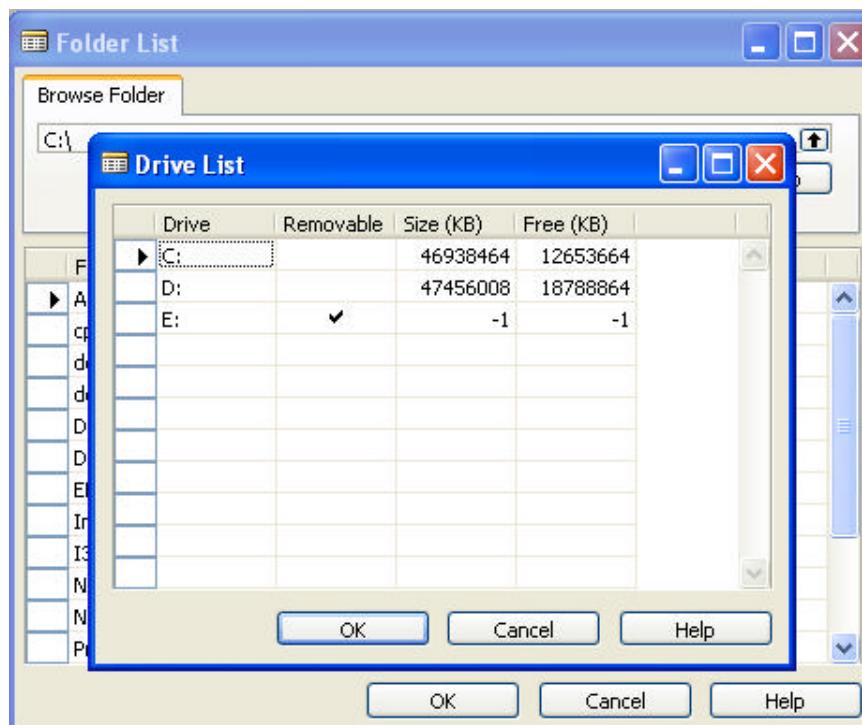 Folder List
Browse Folder
C:\
Drive List
Drive Removable Size (KB) Free (KB)
C: 46938464 12653664
D: 47456008 18788864
E: -1 -1
OK Cancel Help
OK Cancel Help